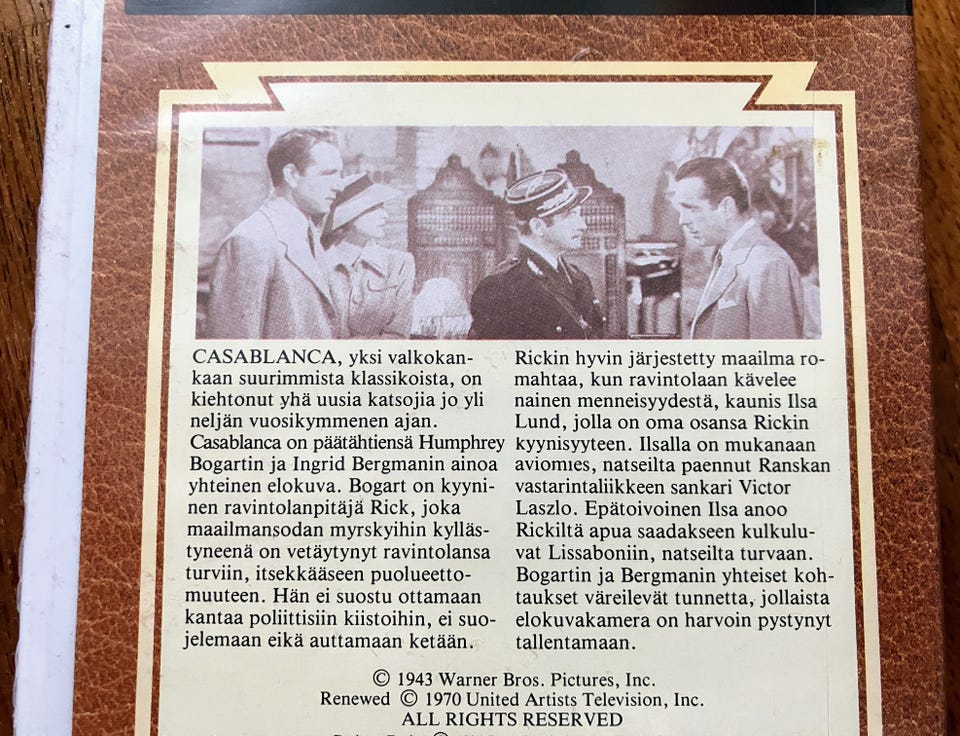 CASABLANCA, yksi valkokan-
kaan suurimmista klassikoista, on
kiehtonut yhä uusia katsojia jo yli
neljän vuosikymmenen ajan.
Casablanca on päätähtiensä Humphrey
Bogartin ja Ingrid Bergmanin ainoa
yhteinen elokuva. Bogart on kyyni-
nen ravintolanpitäjä Rick, joka
maailmansodan myrskyihin kylläs-
tyneenä on vetäytynyt ravintolansa
turviin, itsekkääseen puolueetto-
muuteen. Hän ei suostu ottamaan
kantaa poliittisiin kiistoihin, ei suo-
jelemaan eikä auttamaan ketään.
Rickin hyvin järjestetty maailma ro-
mahtaa, kun ravintolaan kävelee
nainen menneisyydestä, kaunis Ilsa
Lund, jolla on oma osansa Rickin
kyynisyyteen. Ilsalla on mukanaan
aviomies, natseilta paennut Ranskan
vastarintaliikkeen sankari Victor
Laszlo. Epätoivoinen Ilsa anoo
Rickiltä apua saadakseen kulkulu-
vat Lissaboniin, natseilta turvaan.
Bogartin ja Bergmanin yhteiset koh-
taukset väreilevät tunnetta, jollaista
elokuvakamera on harvoin pystynyt
tallentamaan.
© 1943 Warner Bros. Pictures, Inc.
Renewed © 1970 United Artists Television, Inc.
ALL RIGHTS RESERVED